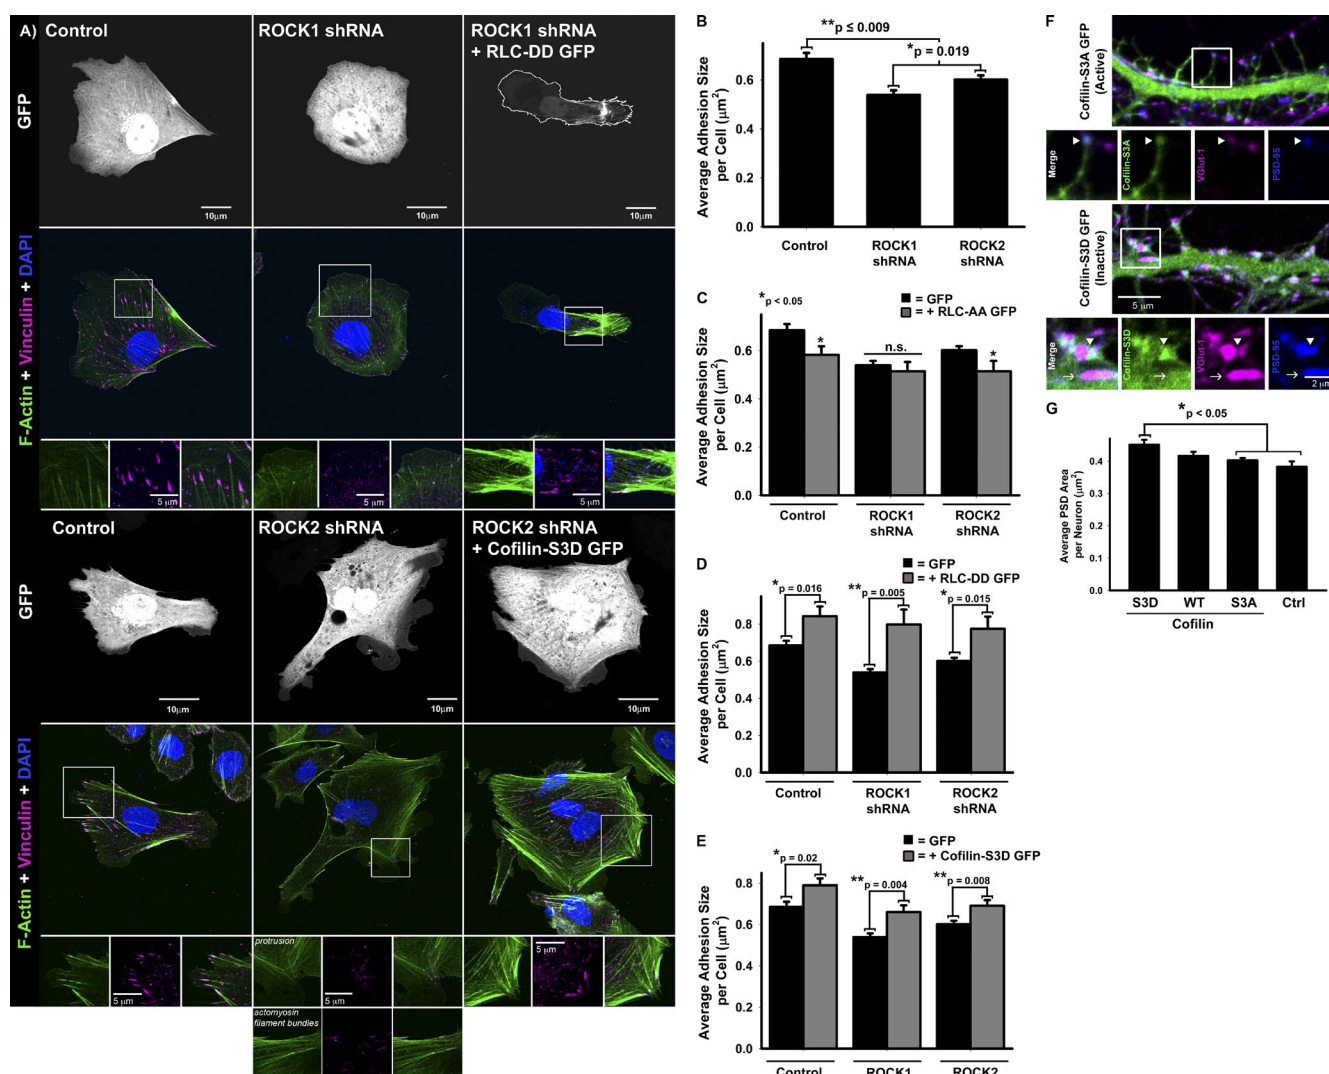 A)
Control
ROCK1 shRNA
ROCK1 shRNA
+ RLC-DD GFP
GFP
10μm
10μm
10μm
F-Actin + Vinculin + DAPI
5 μm
5 μm
5 μm
Control
ROCK2 shRNA
ROCK2 shRNA
+ Cofilin-S3D GFP
GFP
10μm
10μm
10μm
F-Actin + Vinculin + DAPI
5 μm
protrusion
5 μm
5 μm
actomyosin
filament bundles
B
**p ≤ 0.009
*p = 0.019
Average Adhesion Size
per Cell (μm²)
0.6
0.4
0.2
0.0
Control
ROCK1
shRNA
ROCK2
shRNA
C
= GFP
= + RLC-AA GFP
*p < 0.05
*
n.s.
*
Average Adhesion Size
per Cell (μm²)
0.6
0.4
0.2
0.0
Control
ROCK1
shRNA
ROCK2
shRNA
D
= GFP
= + RLC-DD GFP
*p = 0.016
**p = 0.005
*p = 0.015
Average Adhesion Size
per Cell (μm²)
0.8
0.6
0.4
0.2
0.0
Control
ROCK1
shRNA
ROCK2
shRNA
E
= GFP
= + Cofilin-S3D GFP
*p = 0.02
**p = 0.004
**p = 0.008
Average Adhesion Size
per Cell (μm²)
0.8
0.6
0.4
0.2
0.0
Control
ROCK1
ROCK2
F
Cofilin-S3A GFP
(Active)
Merge
Cofilin-S3A
VGlut-1
PSD-95
Cofilin-S3D GFP
(Inactive)
5 μm
Merge
Cofilin-S3D
VGlut-1
PSD-95
2 μm
G
*p < 0.05
Average PSD Area
per Neuron (μm²)
0.4
0.2
0.0
S3D
WT
S3A
Ctrl
Cofilin